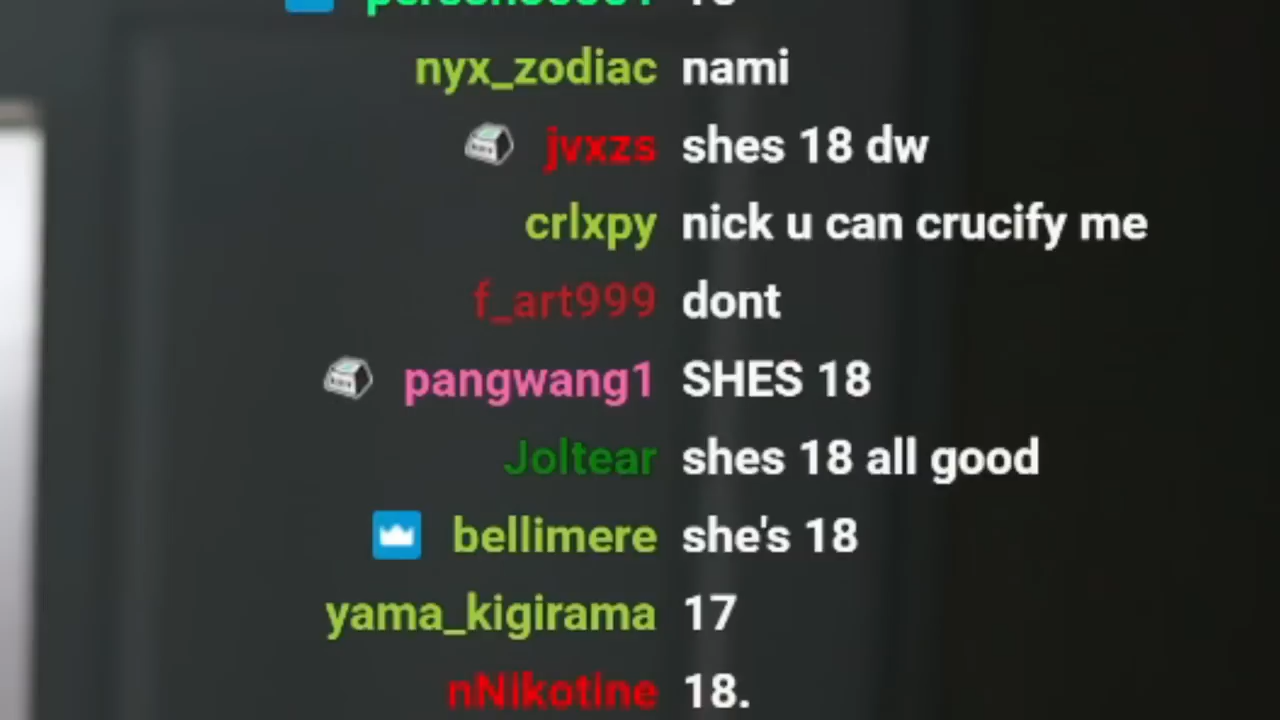 nyx_zodiac nami
jvxzs shes 18 dw
crlxpy nick u can crucify me
f_art999 dont
pangwang1 SHES 18
Joltear shes 18 all good
bellimere she's 18
yama_kigirama 17
nNikotine 18.